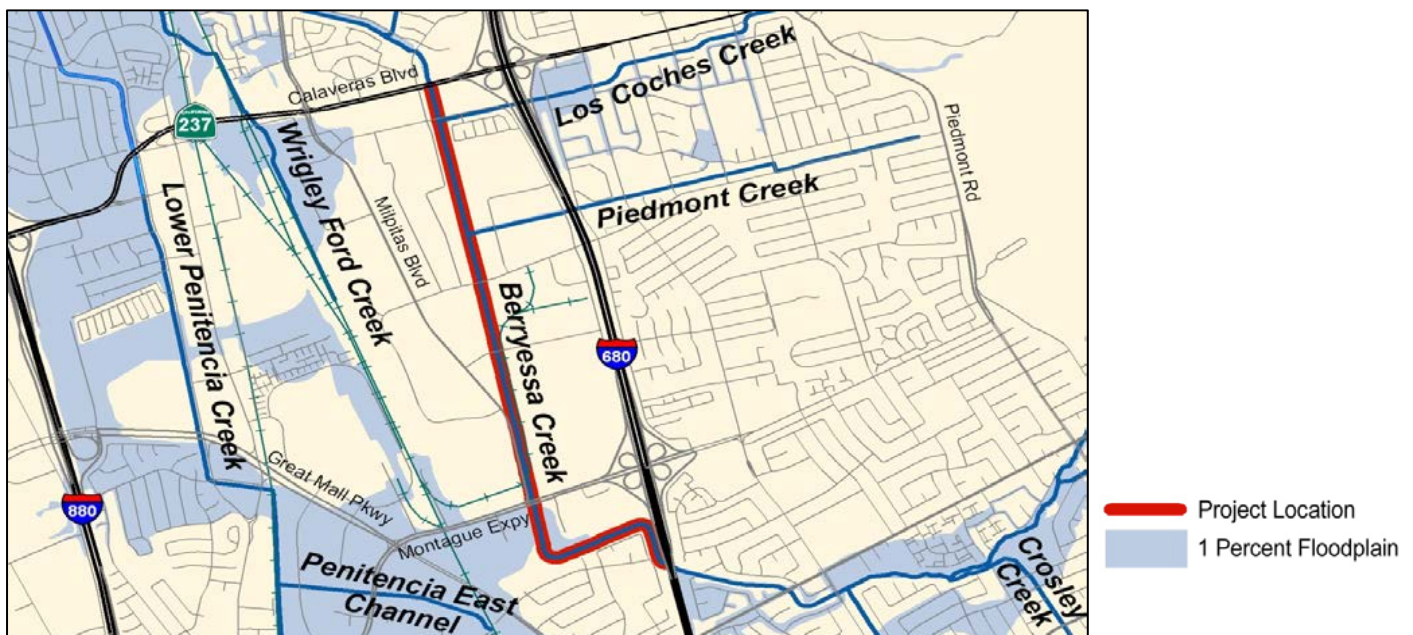 Calaveras Blvd
CALIFORNIA
237
Los Coches Creek
Piedmont Rd
Wrigley Ford Creek
Lower Penitencia Creek
Milpitas Blvd
Piedmont Creek
Berryessa Creek
680
Great Mall Pkwy
880
Montague Expy
Penitencia East
Channel
Crosley
Creek
Project Location
1 Percent Floodplain